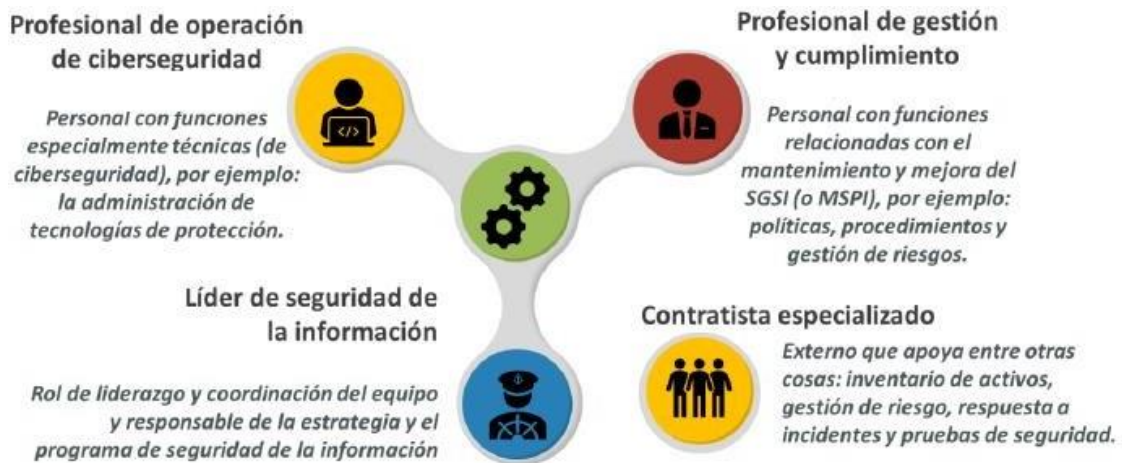 Profesional de operación
de ciberseguridad
Personal con funciones
especialmente técnicas (de
ciberseguridad), por ejemplo:
la administración de
tecnologías de protección.
Profesional de gestión
y cumplimiento
Personal con funciones
relacionadas con el
mantenimiento y mejora del
SGSI (o MSPI), por ejemplo:
políticas, procedimientos y
gestión de riesgos.
</>
Líder de seguridad de
la información
Rol de liderazgo y coordinación del equipo
y responsable de la estrategia y el
programa de seguridad de la información
Contratista especializado
Externo que apoya entre otras
cosas: inventario de activos,
gestión de riesgo, respuesta a
incidentes y pruebas de seguridad.